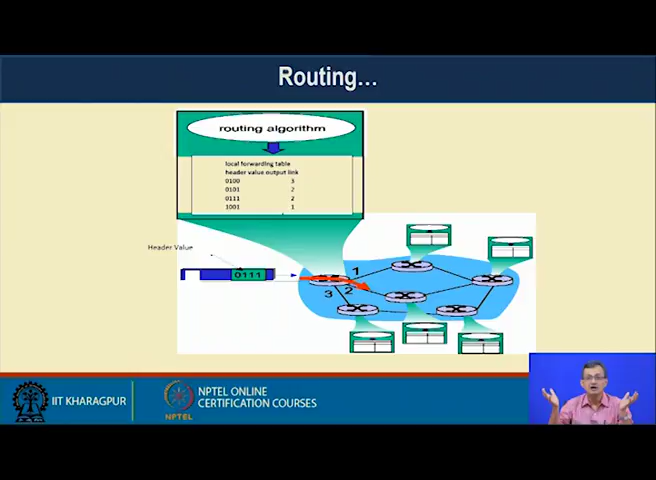 Routing...
routing algorithm
local forwarding table
header value output link
0100 3
0101 2
0111 2
1001 1
Header Value
0111
1
2
3
IIT KHARAGPUR
NPTEL
NPTEL ONLINE
CERTIFICATION COURSES